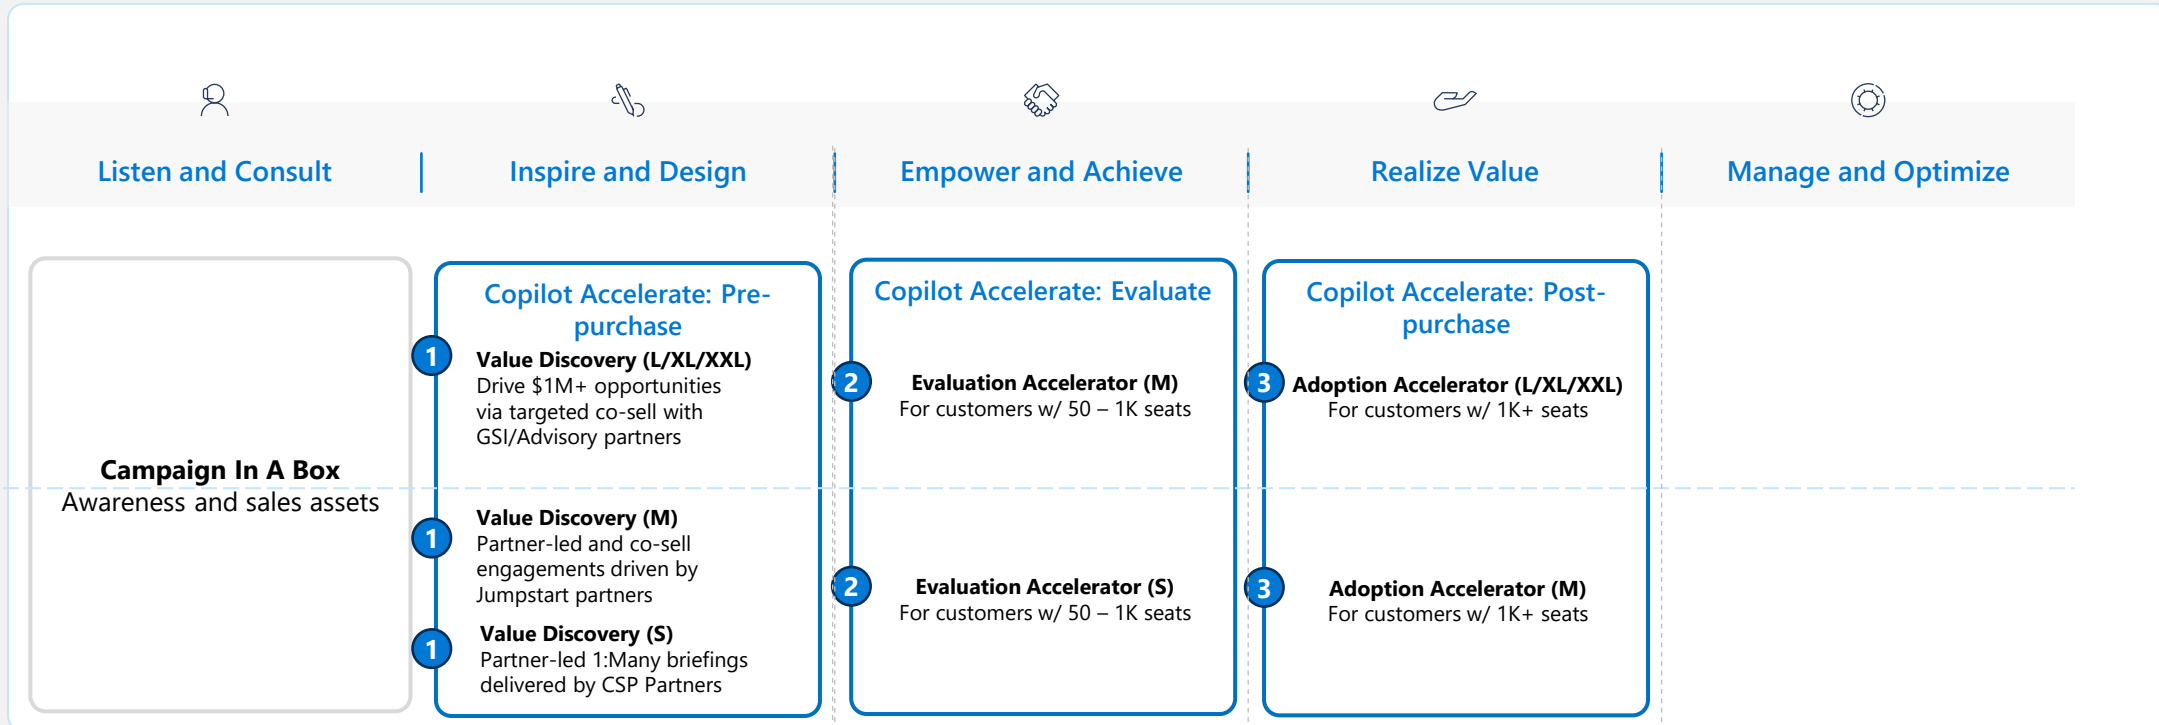 Listen and Consult
Inspire and Design
Empower and Achieve
Realize Value
Manage and Optimize
Campaign In A Box
Awareness and sales assets
Copilot Accelerate: Pre-
purchase
1
Value Discovery (L/XL/XXL)
Drive $1M+ opportunities
via targeted co-sell with
GSI/Advisory partners
1
Value Discovery (M)
Partner-led and co-sell
engagements driven by
Jumpstart partners
1
Value Discovery (S)
Partner-led 1:Many briefings
delivered by CSP Partners
Copilot Accelerate: Evaluate
2
Evaluation Accelerator (M)
For customers w/ 50 – 1K seats
2
Evaluation Accelerator (S)
For customers w/ 50 – 1K seats
Copilot Accelerate: Post-
purchase
3
Adoption Accelerator (L/XL/XXL)
For customers w/ 1K+ seats
3
Adoption Accelerator (M)
For customers w/ 1K+ seats